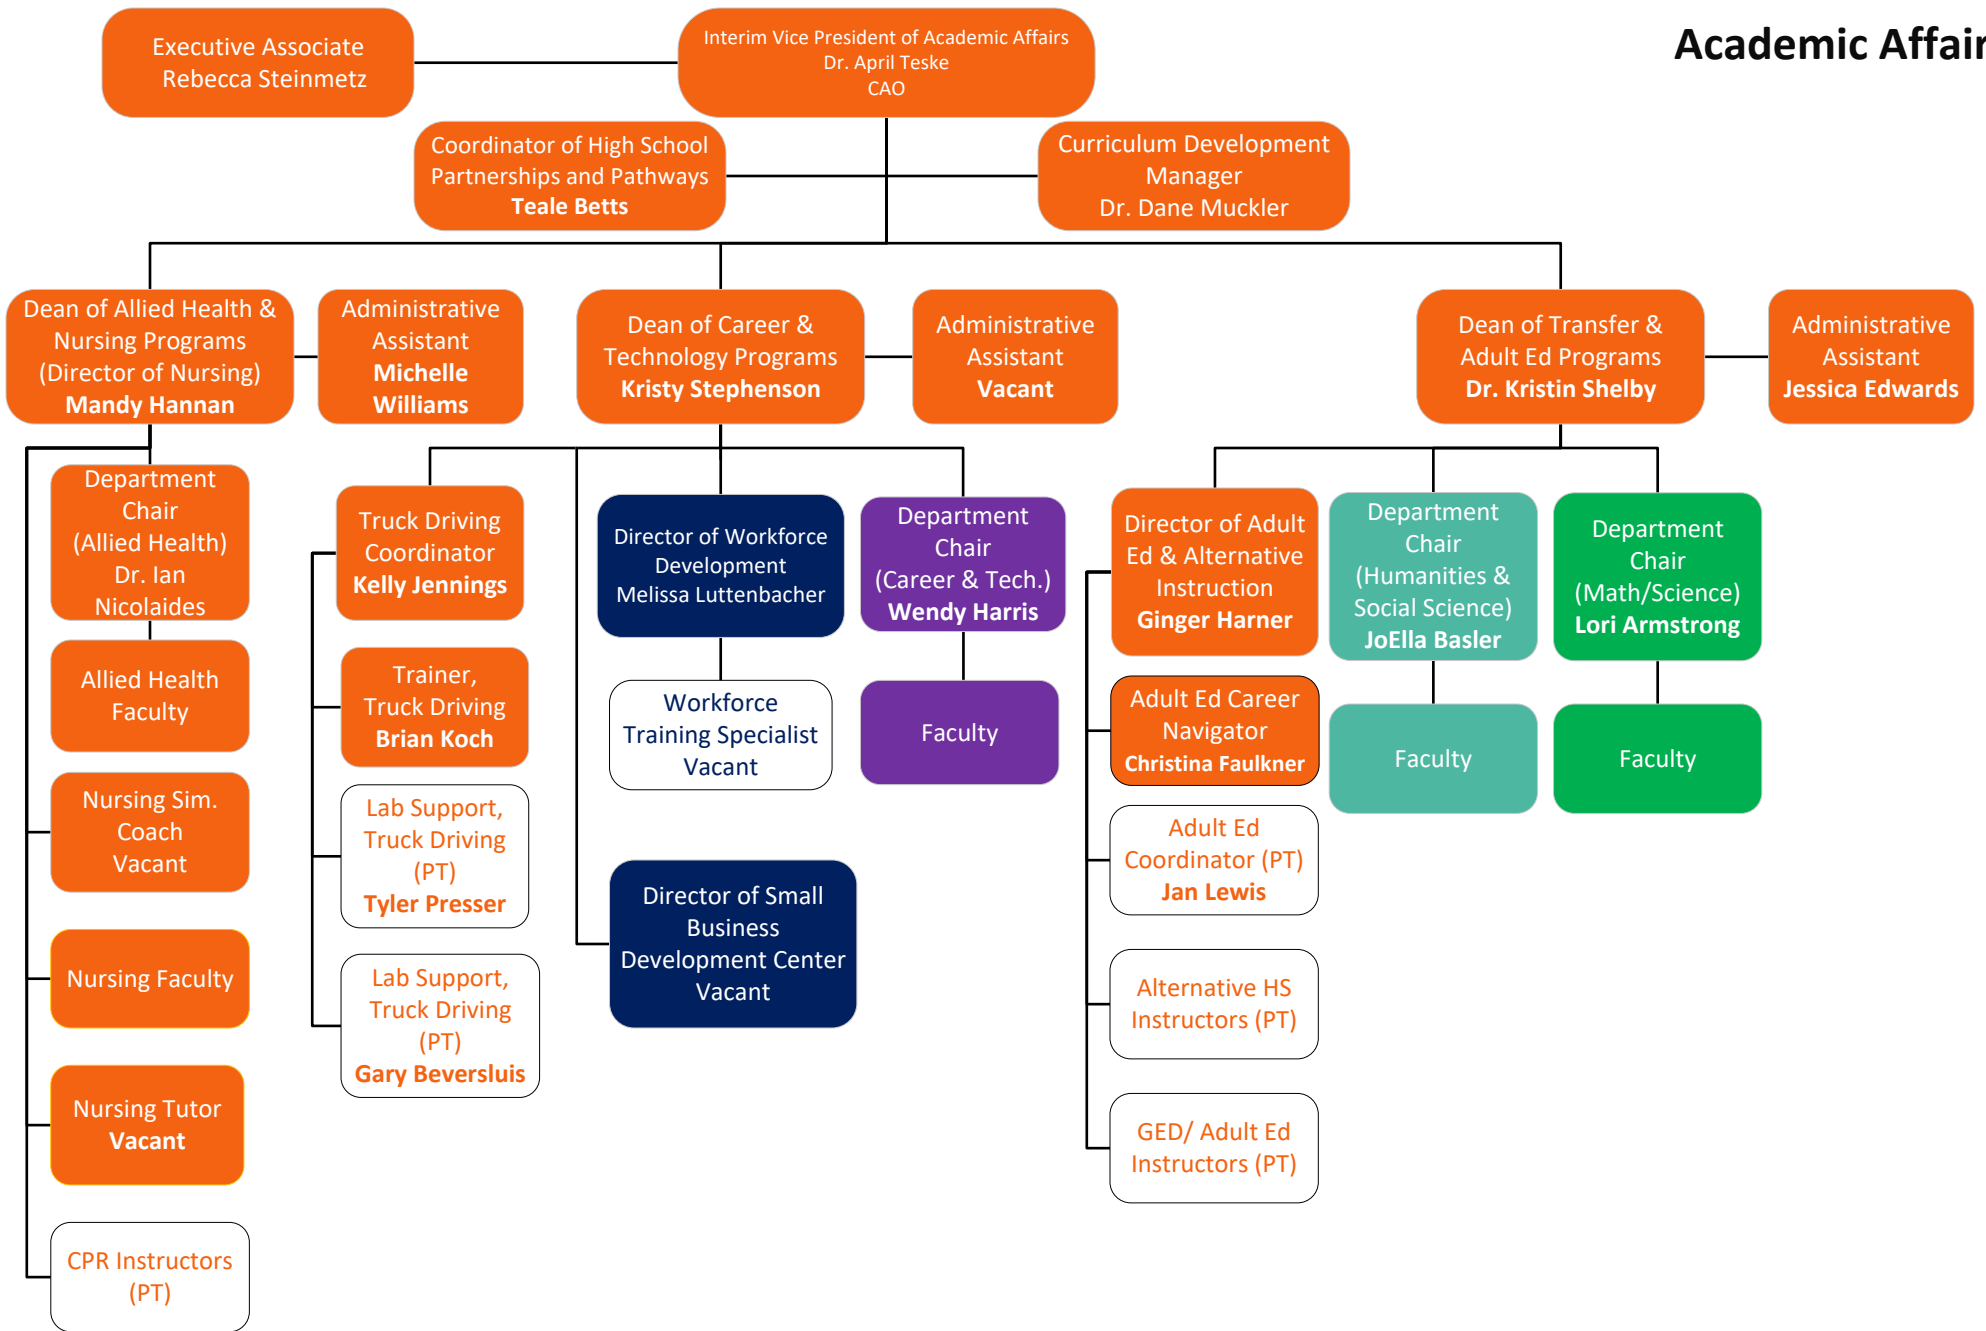 Academic Affair
Executive Associate
Rebecca Steinmetz
Interim Vice President of Academic Affairs
Dr. April Teske
CAO
Coordinator of High School
Partnerships and Pathways
Teale Betts
Curriculum Development
Manager
Dr. Dane Muckler
Dean of Allied Health &
Nursing Programs
(Director of Nursing)
Mandy Hannan
Administrative
Assistant
Michelle
Williams
Dean of Career &
Technology Programs
Kristy Stephenson
Administrative
Assistant
Vacant
Dean of Transfer &
Adult Ed Programs
Dr. Kristin Shelby
Administrative
Assistant
Jessica Edwards
Department
Chair
(Allied Health)
Dr. Ian
Nicolaides
Allied Health
Faculty
Nursing Sim.
Coach
Vacant
Nursing Faculty
Nursing Tutor
Vacant
CPR Instructors
(PT)
Truck Driving
Coordinator
Kelly Jennings
Trainer,
Truck Driving
Brian Koch
Lab Support,
Truck Driving
(PT)
Tyler Presser
Lab Support,
Truck Driving
(PT)
Gary Beversluis
Director of Workforce
Development
Melissa Luttenbacher
Workforce
Training Specialist
Vacant
Director of Small
Business
Development Center
Vacant
Department
Chair
(Career & Tech.)
Wendy Harris
Faculty
Director of Adult
Ed & Alternative
Instruction
Ginger Harner
Adult Ed Career
Navigator
Christina Faulkner
Adult Ed
Coordinator (PT)
Jan Lewis
Alternative HS
Instructors (PT)
GED/ Adult Ed
Instructors (PT)
Department
Chair
(Humanities &
Social Science)
JoElla Basler
Faculty
Department
Chair
(Math/Science)
Lori Armstrong
Faculty